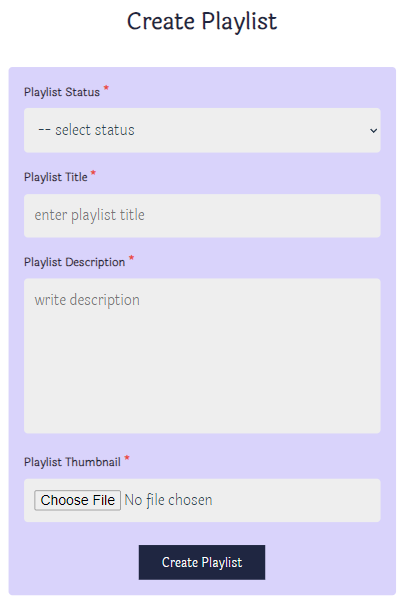 Create Playlist
Playlist Status *
-- select status
Playlist Title *
enter playlist title
Playlist Description *
write description
Playlist Thumbnail *
Choose File No file chosen
Create Playlist